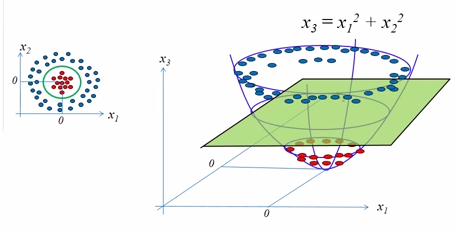 x₃ = x₁² + x₂²
x₂
0
0
x₁
x₃
0
0
x₁